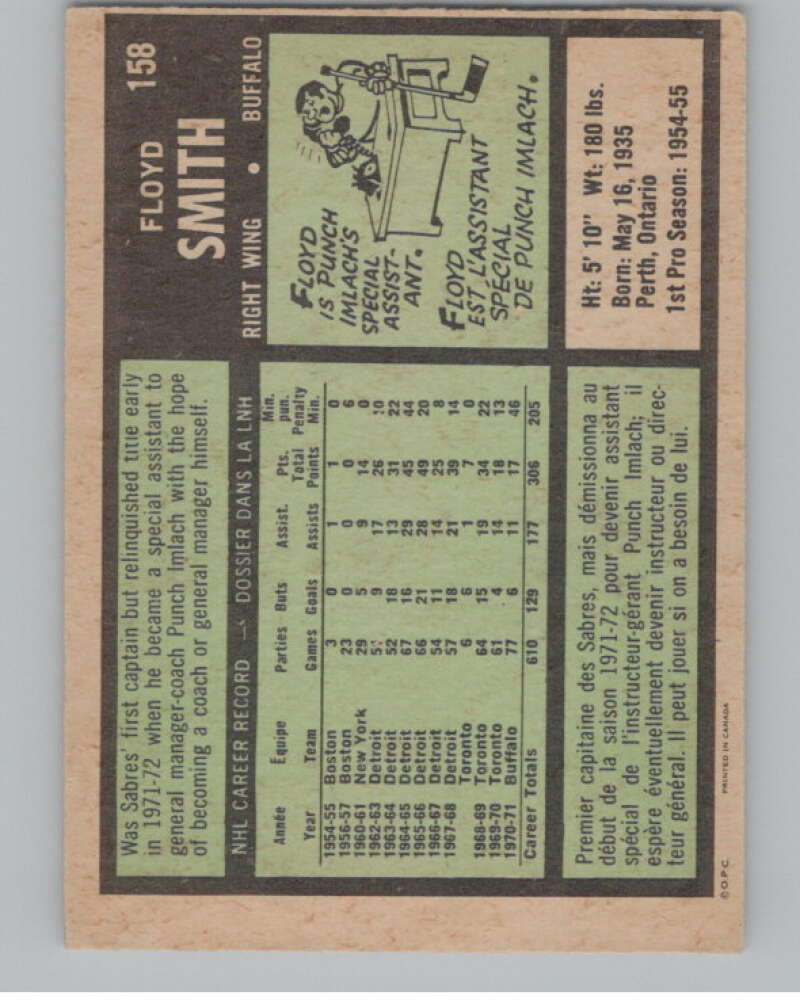 FLOYD 158
SMITH
RIGHT WING • BUFFALO
Was Sabres' first captain but relinquished title early
in 1971-72 when he became a special assistant to
general manager-coach Punch Imlach with the hope
of becoming a coach or general manager himself.
FLOYD
IS PUNCH
IMLACH'S
SPECIAL
ASSIST-
ANT.
FLOYD
EST L'ASSISTANT
SPÉCIAL
DE PUNCH IMLACH.
NHL CAREER RECORD — DOSSIER DANS LA LNH
Année Équipe Parties Buts Assist. Pts. Min. pun.
Year Team Games Goals Assists Total Points Penalty Min.
1954-55 Boston 3 0 1 1 0
1956-57 Boston 23 0 0 0 6
1960-61 New York 29 5 9 14 0
1962-63 Detroit 9 17 26 10
1963-64 Detroit 52 18 13 31 22
1964-65 Detroit 67 16 29 45 44
1965-66 Detroit 66 21 28 49 20
1966-67 Detroit 54 11 14 25 8
1967-68 Detroit 57 18 21 39 14
Toronto 6 6 1 7 0
1968-69 Toronto 64 15 19 34 22
1969-70 Toronto 61 4 14 18 13
1970-71 Buffalo 77 6 11 17 46
Career Totals 610 129 177 306 205
Ht: 5' 10" Wt: 180 lbs.
Born: May 16, 1935
Perth, Ontario
1st Pro Season: 1954-55
Premier capitaine des Sabres, mais démissionna au
début de la saison 1971-72 pour devenir assistant
spécial de l'instructeur-gérant Punch Imlach; il
espère éventuellement devenir instructeur ou direc-
teur général. Il peut jouer si on a besoin de lui.
©O.P.C. PRINTED IN CANADA